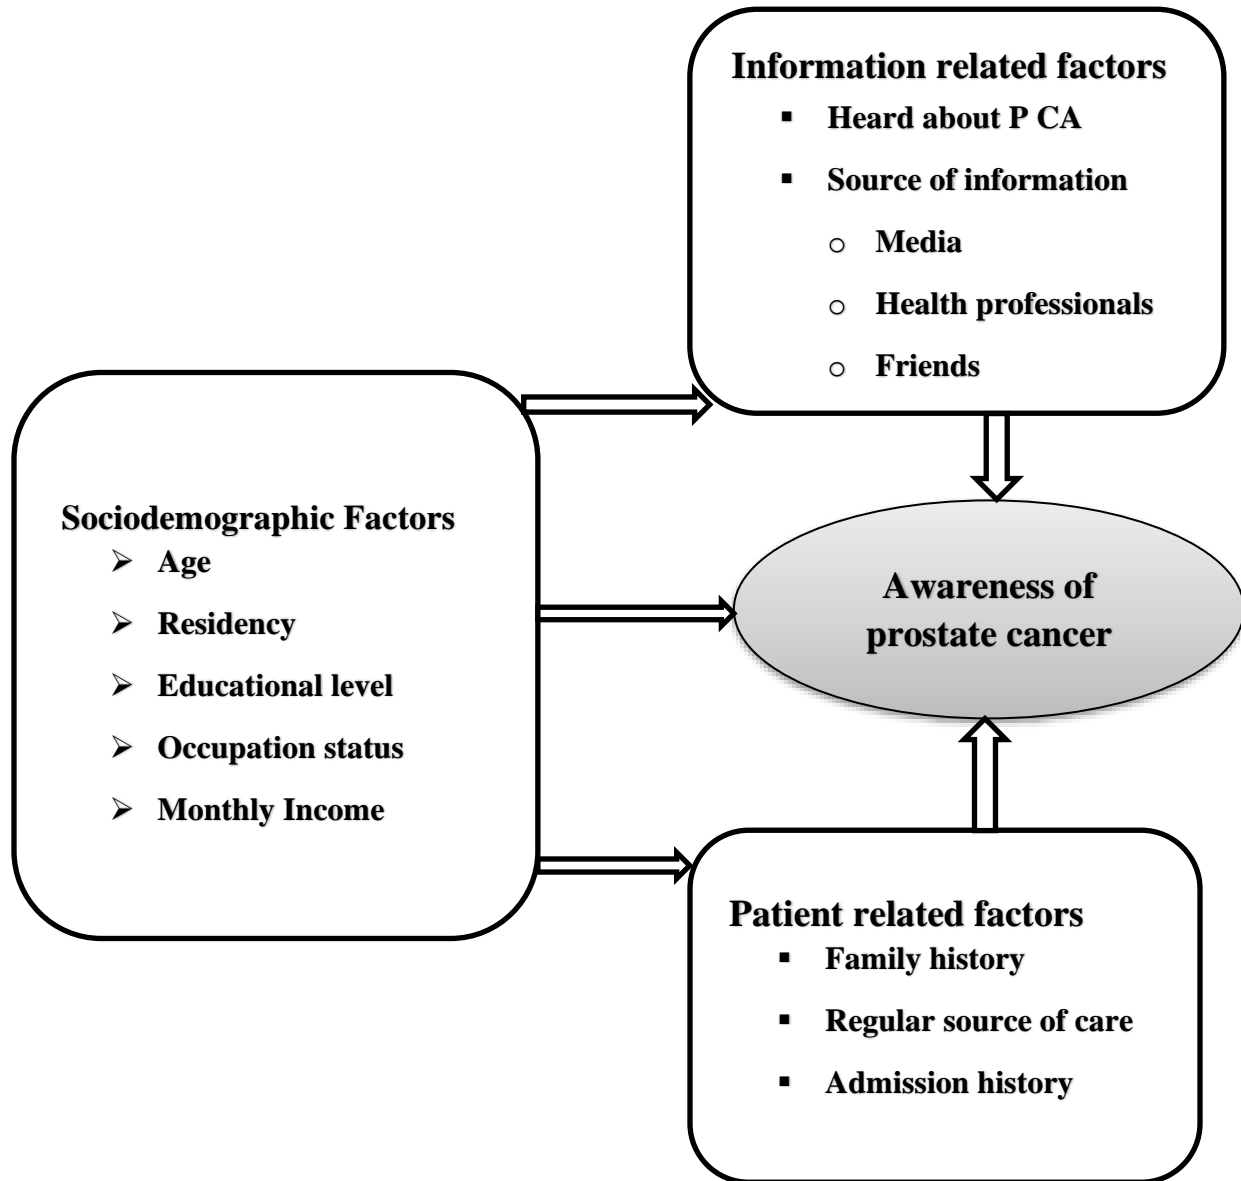 Information related factors
▪ Heard about P CA
▪ Source of information
o Media
o Health professionals
o Friends
Sociodemographic Factors
➢ Age
➢ Residency
➢ Educational level
➢ Occupation status
➢ Monthly Income
Awareness of
prostate cancer
Patient related factors
▪ Family history
▪ Regular source of care
▪ Admission history